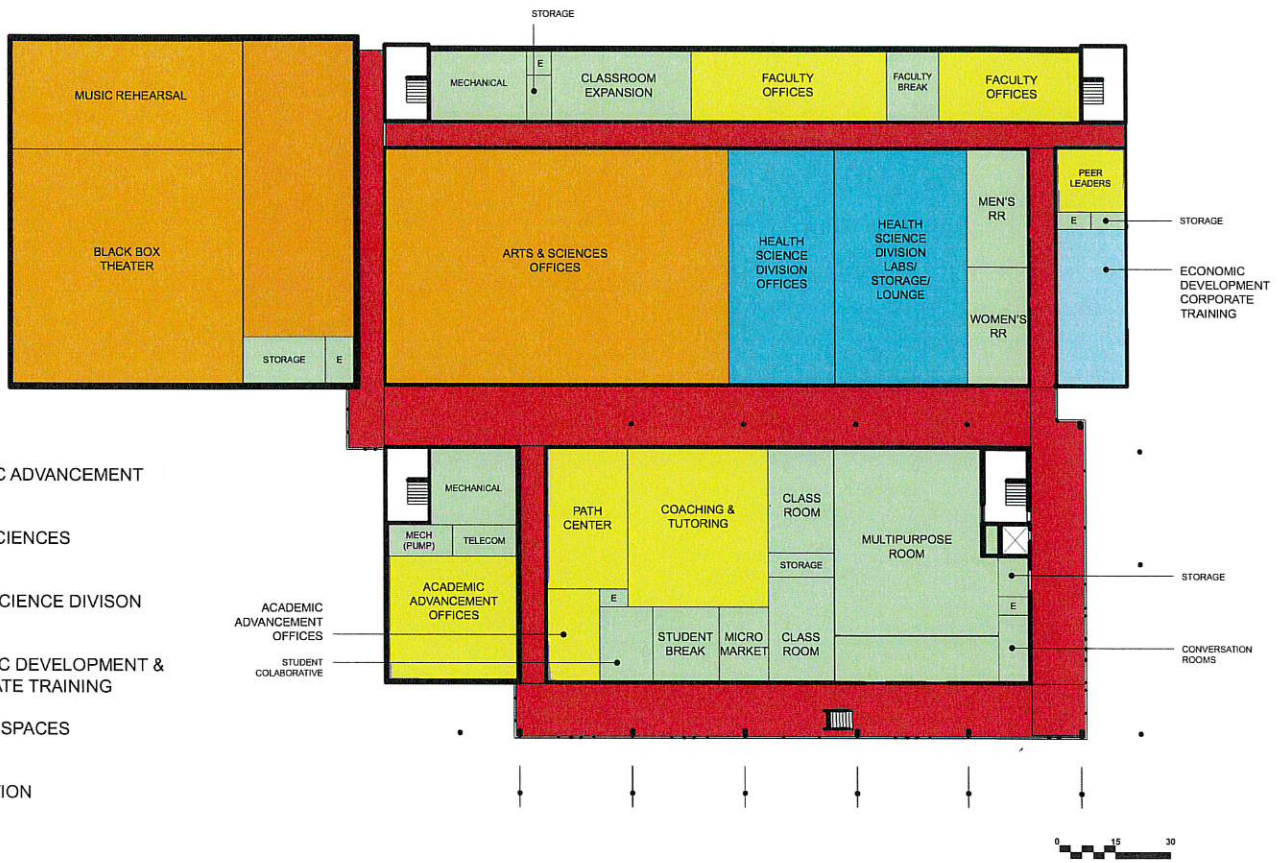 STORAGE
MUSIC REHEARSAL
MECHANICAL
E
CLASSROOM
EXPANSION
FACULTY
OFFICES
FACULTY
BREAK
FACULTY
OFFICES
BLACK BOX
THEATER
STORAGE
E
ARTS & SCIENCES
OFFICES
HEALTH
SCIENCE
DIVISION
OFFICES
HEALTH
SCIENCE
DIVISION
LABS/
STORAGE/
LOUNGE
MEN'S
RR
WOMEN'S
RR
PEER
LEADERS
E
STORAGE
ECONOMIC
DEVELOPMENT
CORPORATE
TRAINING
C ADVANCEMENT
CIENCES
SCIENCE DIVISON
IC DEVELOPMENT &
ATE TRAINING
SPACES
TION
MECHANICAL
MECH
(PUMP)
TELECOM
ACADEMIC
ADVANCEMENT
OFFICES
ACADEMIC
ADVANCEMENT
OFFICES
STUDENT
COLABORATIVE
PATH
CENTER
COACHING &
TUTORING
E
STUDENT
BREAK
MICRO
MARKET
CLASS
ROOM
STORAGE
CLASS
ROOM
MULTIPURPOSE
ROOM
STORAGE
E
CONVERSATION
ROOMS
0 15 30